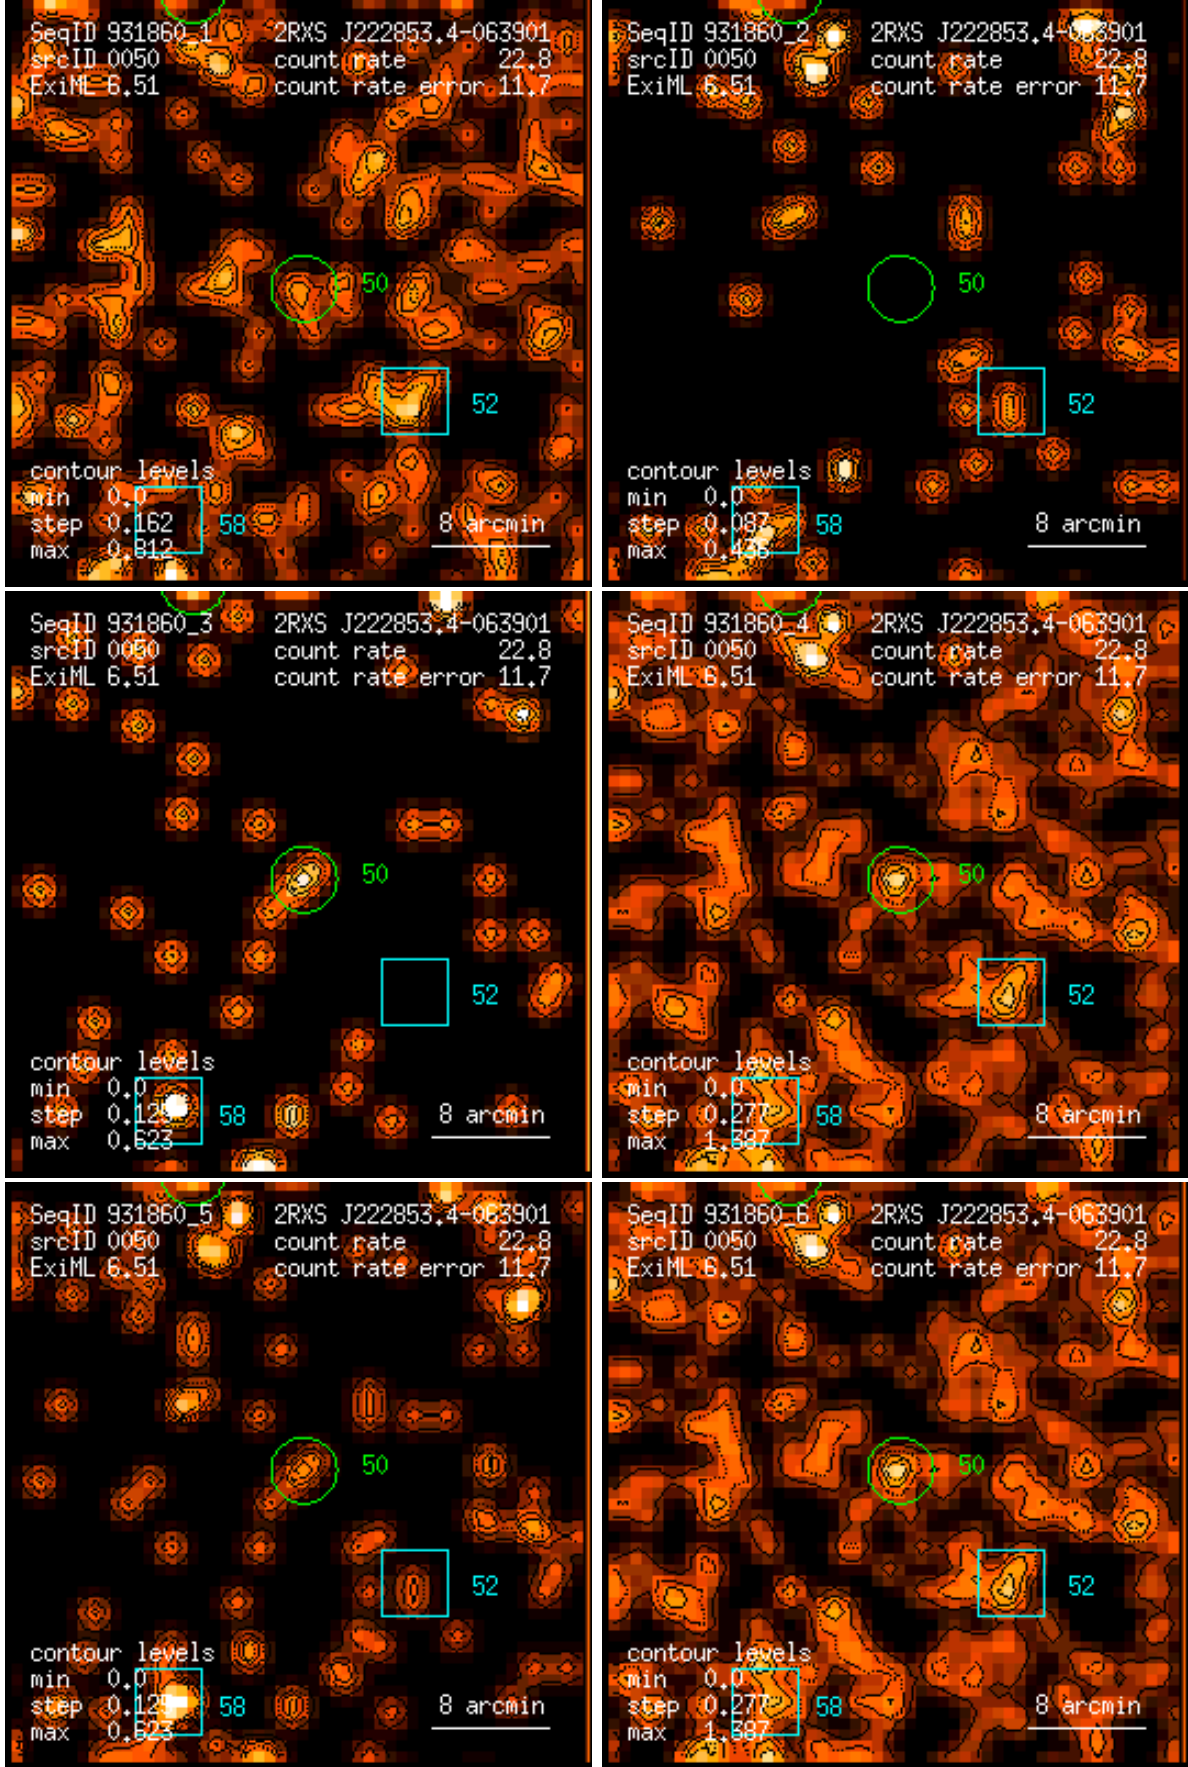 SeqID 931860_1 2RXS J222853.4-063901
srcID 0050 count rate 22.8
ExiML 6.51 count rate error 11.7
50
52
contour levels
min 0.0
step 0.162 58 8 arcmin
max 0.812
SeqID 931860_2 2RXS J222853.4-063901
srcID 0050 count rate 22.8
ExiML 6.51 count rate error 11.7
50
52
contour levels
min 0.0
step 0.087 58 8 arcmin
max 0.436
SeqID 931860_3 2RXS J222853.4-063901
srcID 0050 count rate 22.8
ExiML 6.51 count rate error 11.7
50
52
contour levels
min 0.0
step 0.125 58 8 arcmin
max 0.623
SeqID 931860_4 2RXS J222853.4-063901
srcID 0050 count rate 22.8
ExiML 6.51 count rate error 11.7
50
52
contour levels
min 0.0
step 0.277 58 8 arcmin
max 1.387
SeqID 931860_5 2RXS J222853.4-063901
srcID 0050 count rate 22.8
ExiML 6.51 count rate error 11.7
50
52
contour levels
min 0.0
step 0.125 58 8 arcmin
max 0.623
SeqID 931860_6 2RXS J222853.4-063901
srcID 0050 count rate 22.8
ExiML 6.51 count rate error 11.7
50
52
contour levels
min 0.0
step 0.277 58 8 arcmin
max 1.387